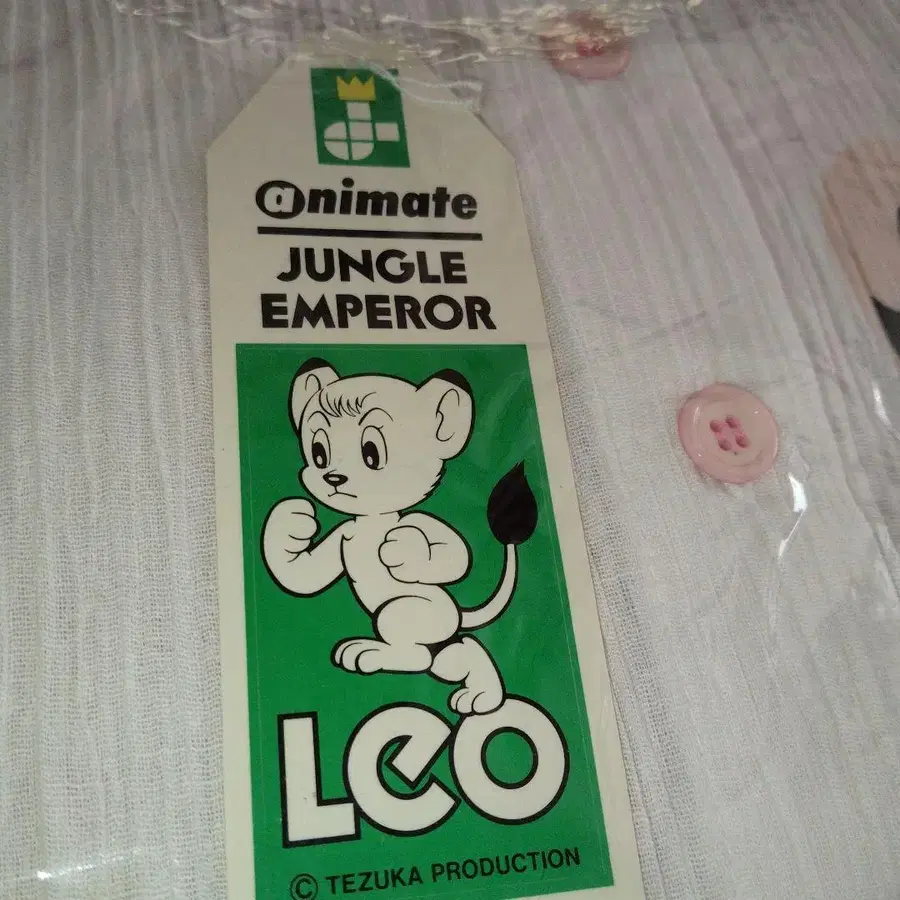 animate
JUNGLE
EMPEROR
LEO
© TEZUKA PRODUCTION